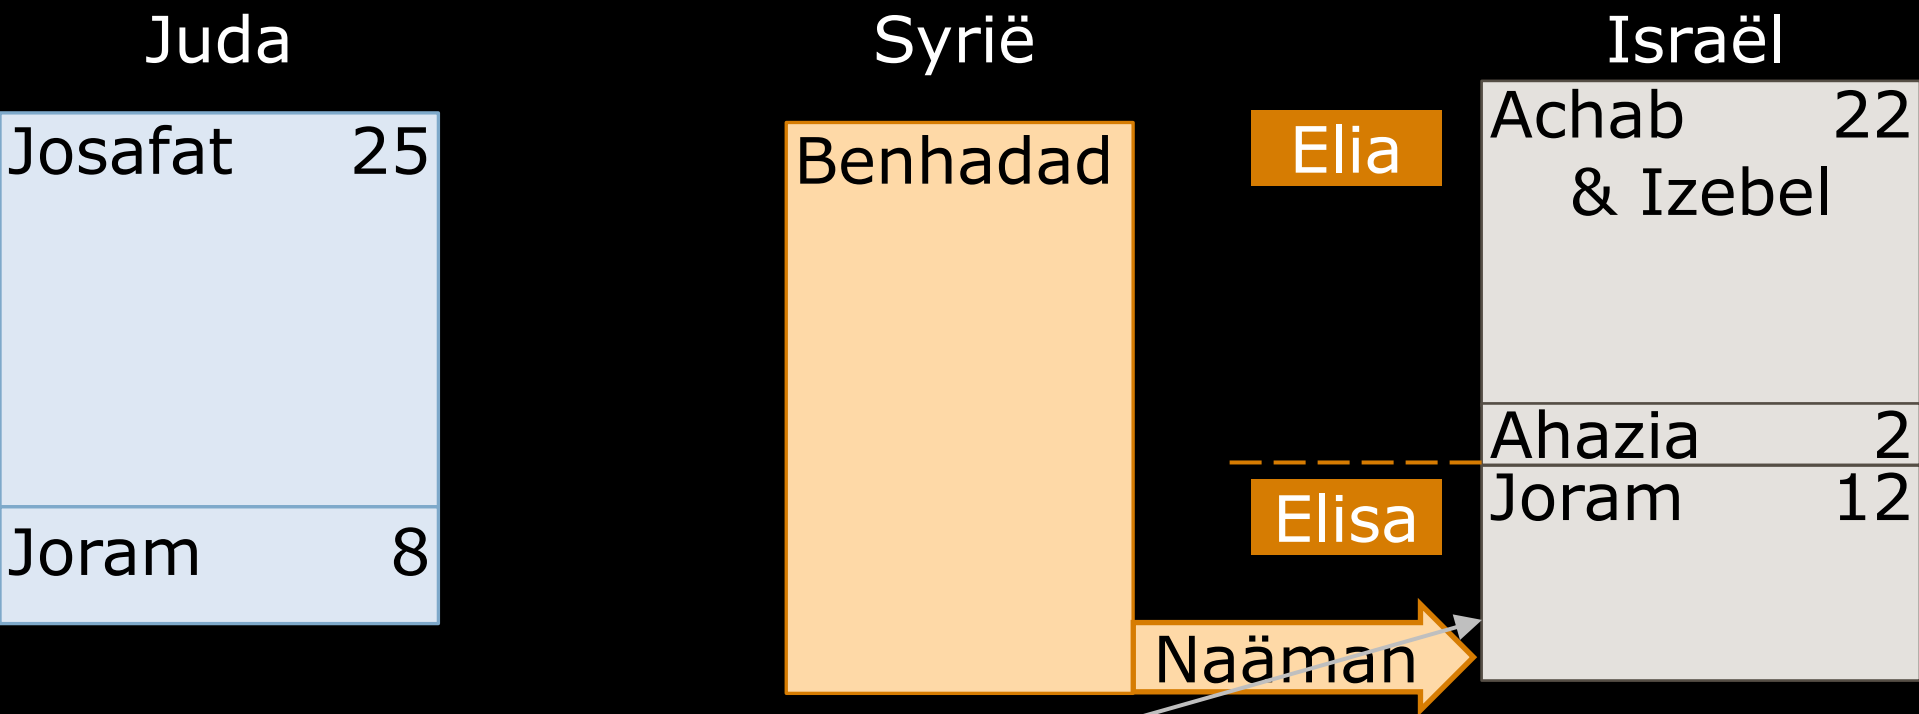 Juda
Syrië
Israël
Josafat 25
Joram 8
Benhadad
Naäman
Elia
Elisa
Achab 22
& Izebel
Ahazia 2
Joram 12